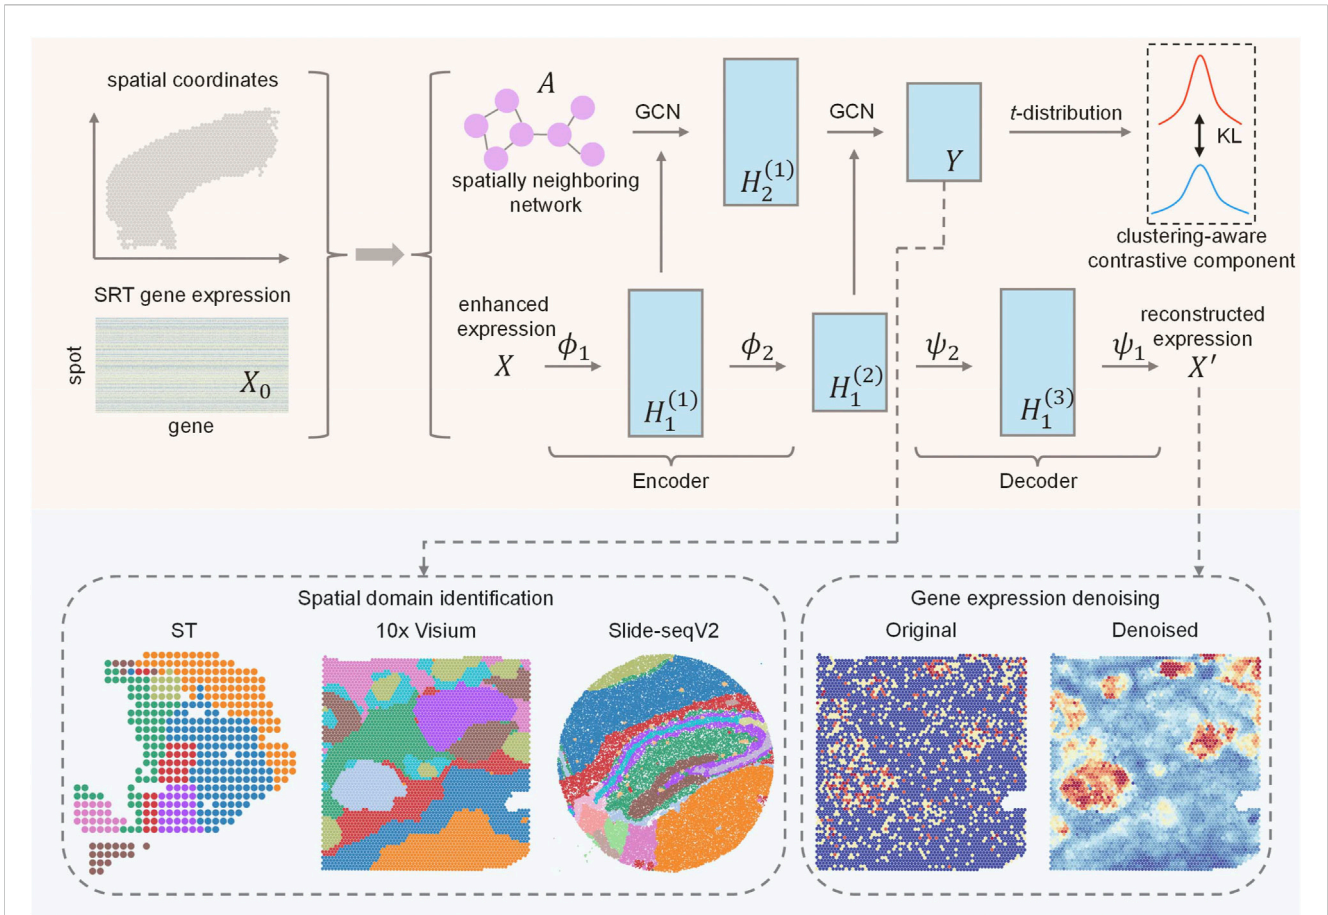 spatial coordinates
SRT gene expression
spot
X₀
gene
A
spatially neighboring
network
GCN
H₂⁽¹⁾
GCN
Y
t-distribution
KL
clustering-aware
contrastive component
enhanced
expression
X
ϕ₁
H₁⁽¹⁾
ϕ₂
H₁⁽²⁾
ψ₂
H₁⁽³⁾
ψ₁
reconstructed
expression
X′
Encoder
Decoder
Spatial domain identification
ST
10x Visium
Slide-seqV2
Gene expression denoising
Original
Denoised